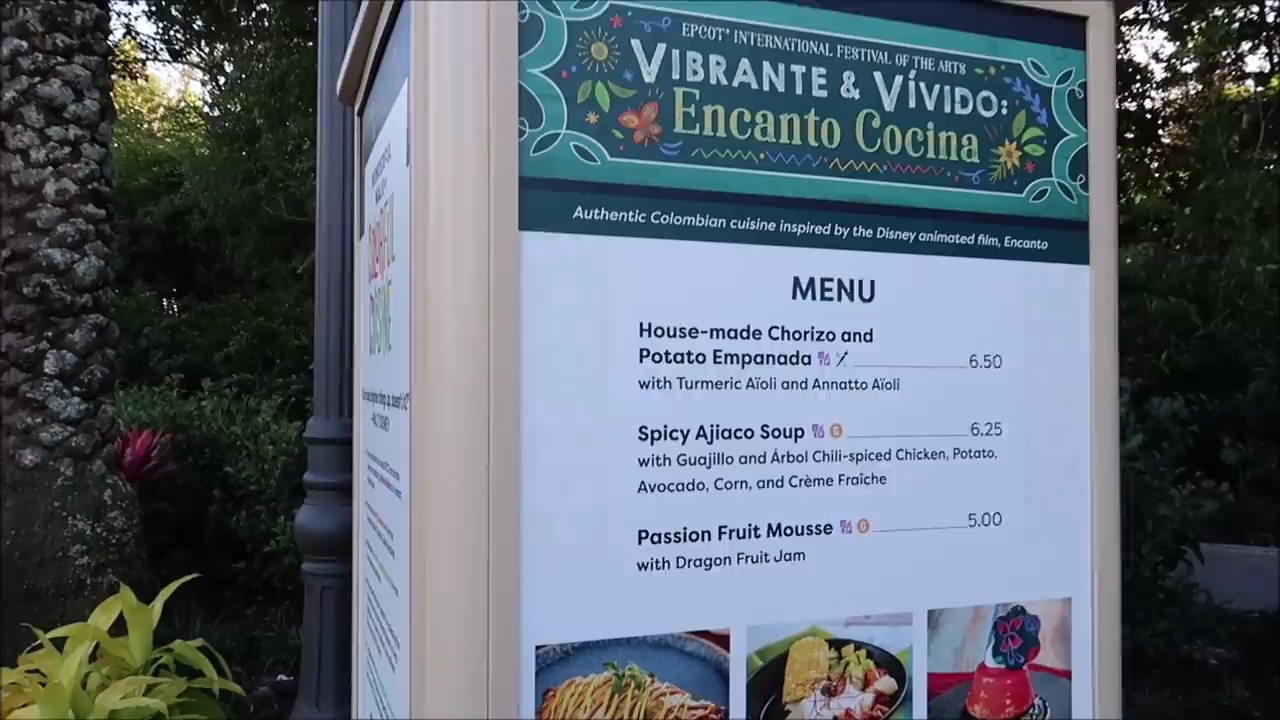 EPCOT® INTERNATIONAL FESTIVAL OF THE ARTS
VIBRANTE & VÍVIDO:
Encanto Cocina
Authentic Colombian cuisine inspired by the Disney animated film, Encanto
MENU
House-made Chorizo and
Potato Empanada 6.50
with Turmeric Aïoli and Annatto Aïoli
Spicy Ajiaco Soup 6.25
with Guajillo and Árbol Chili-spiced Chicken, Potato,
Avocado, Corn, and Crème Fraîche
Passion Fruit Mousse 5.00
with Dragon Fruit Jam
CUISINE